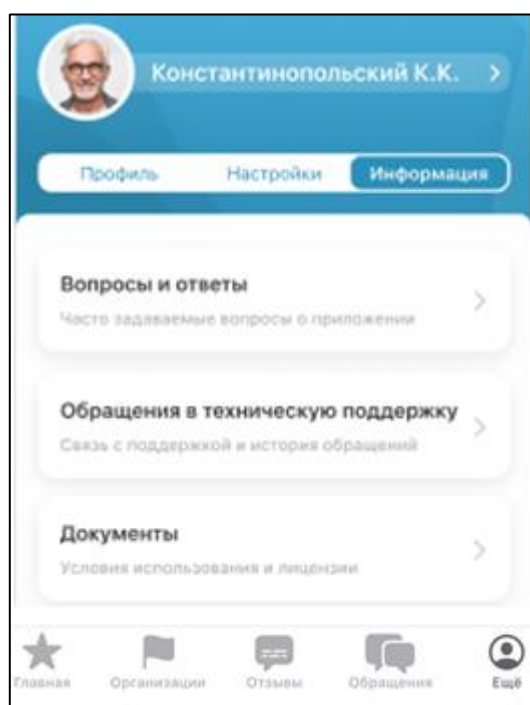 Константинопольский К.К.
Профиль Настройки Информация
Вопросы и ответы
Часто задаваемые вопросы о приложении
Обращения в техническую поддержку
Связь с поддержкой и история обращений
Документы
Условия использования и лицензии
Главная Организации Отзывы Обращения Ещё